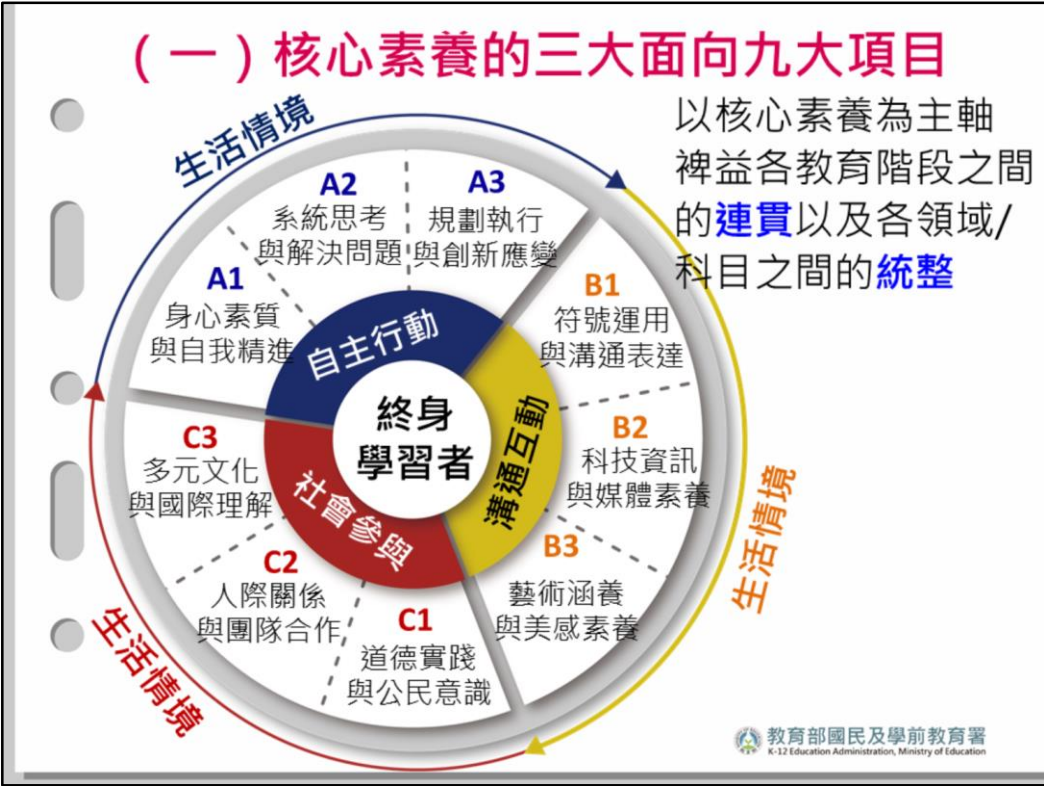 （一）核心素養的三大面向九大項目
以核心素養為主軸
裨益各教育階段之間
的連貫以及各領域/
科目之間的統整
生活情境
A1
身心素質
與自我精進
A2
系統思考
與解決問題
A3
規劃執行
與創新應變
B1
符號運用
與溝通表達
B2
科技資訊
與媒體素養
B3
藝術涵養
與美感素養
生活情境
C1
道德實踐
與公民意識
C2
人際關係
與團隊合作
C3
多元文化
與國際理解
生活情境
自主行動
溝通互動
社會參與
終身
學習者
教育部國民及學前教育署
K-12 Education Administration, Ministry of Education